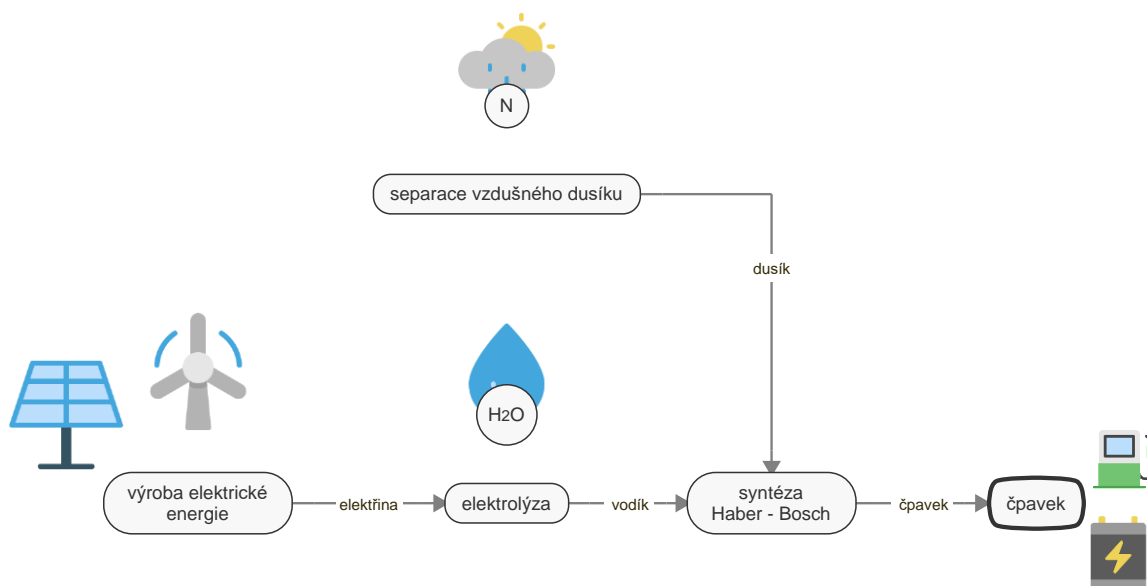 N
separace vzdušného dusíku
dusík
H2O
výroba elektrické
energie
elektřina
elektrolýza
vodík
syntéza
Haber - Bosch
čpavek
čpavek